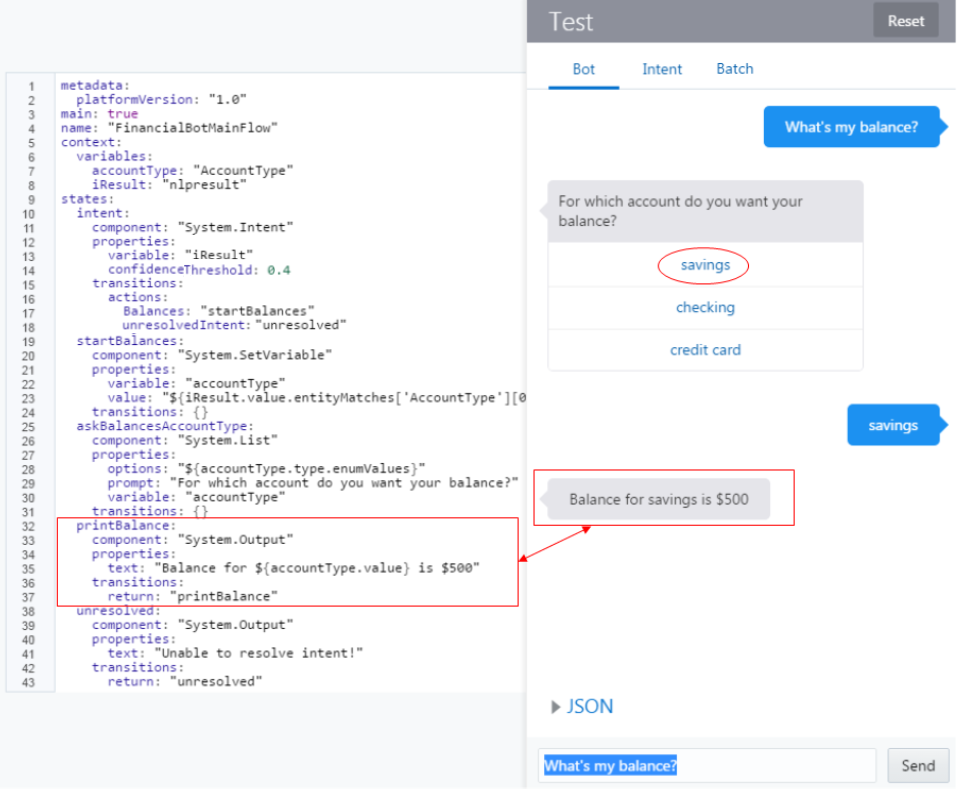 1 metadata:
2 platformVersion: "1.0"
3 main: true
4 name: "FinancialBotMainFlow"
5 context:
6 variables:
7 accountType: "AccountType"
8 iResult: "nlpresult"
9 states:
10 intent:
11 component: "System.Intent"
12 properties:
13 variable: "iResult"
14 confidenceThreshold: 0.4
15 transitions:
16 actions:
17 Balances: "startBalances"
18 unresolvedIntent:"unresolved"
19 startBalances:
20 component: "System.SetVariable"
21 properties:
22 variable: "accountType"
23 value: "${iResult.value.entityMatches['AccountType'][0
24 transitions: {}
25 askBalancesAccountType:
26 component: "System.List"
27 properties:
28 options: "${accountType.type.enumValues}"
29 prompt: "For which account do you want your balance?"
30 variable: "accountType"
31 transitions: {}
32 printBalance:
33 component: "System.Output"
34 properties:
35 text: "Balance for ${accountType.value} is $500"
36 transitions:
37 return: "printBalance"
38 unresolved:
39 component: "System.Output"
40 properties:
41 text: "Unable to resolve intent!"
42 transitions:
43 return: "unresolved"
Test
Reset
Bot Intent Batch
What's my balance?
For which account do you want your
balance?
savings
checking
credit card
savings
Balance for savings is $500
JSON
What's my balance?
Send